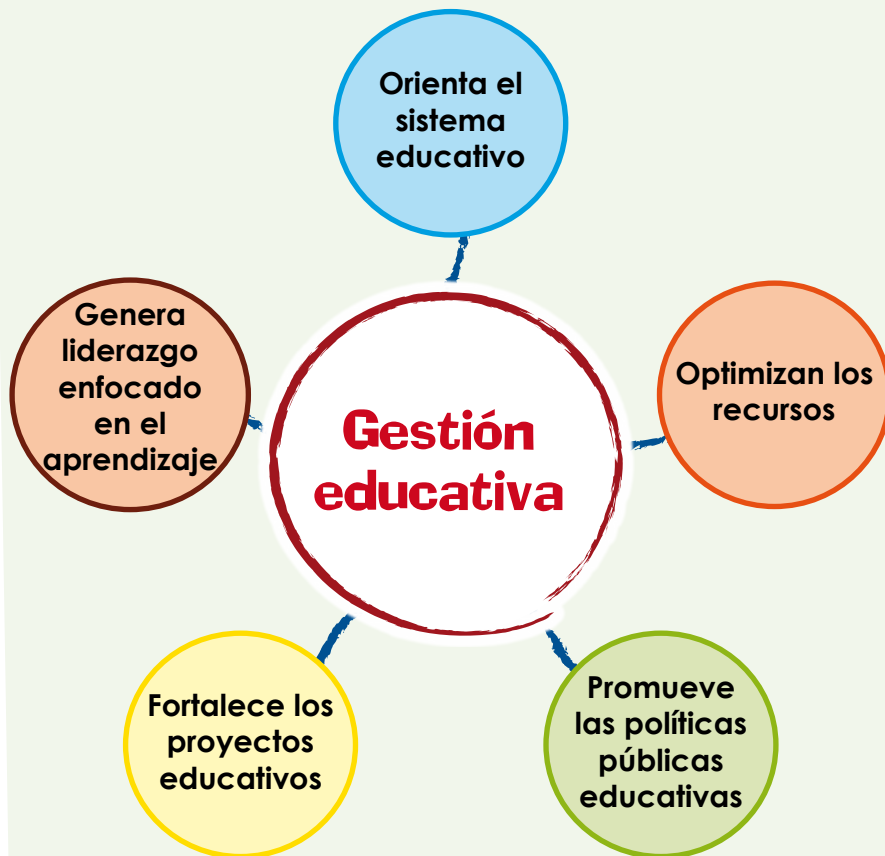 Orienta el
sistema
educativo
Genera
liderazgo
enfocado
en el
aprendizaje
Optimizan los
recursos
Gestión
educativa
Fortalece los
proyectos
educativos
Promueve
las políticas
públicas
educativas